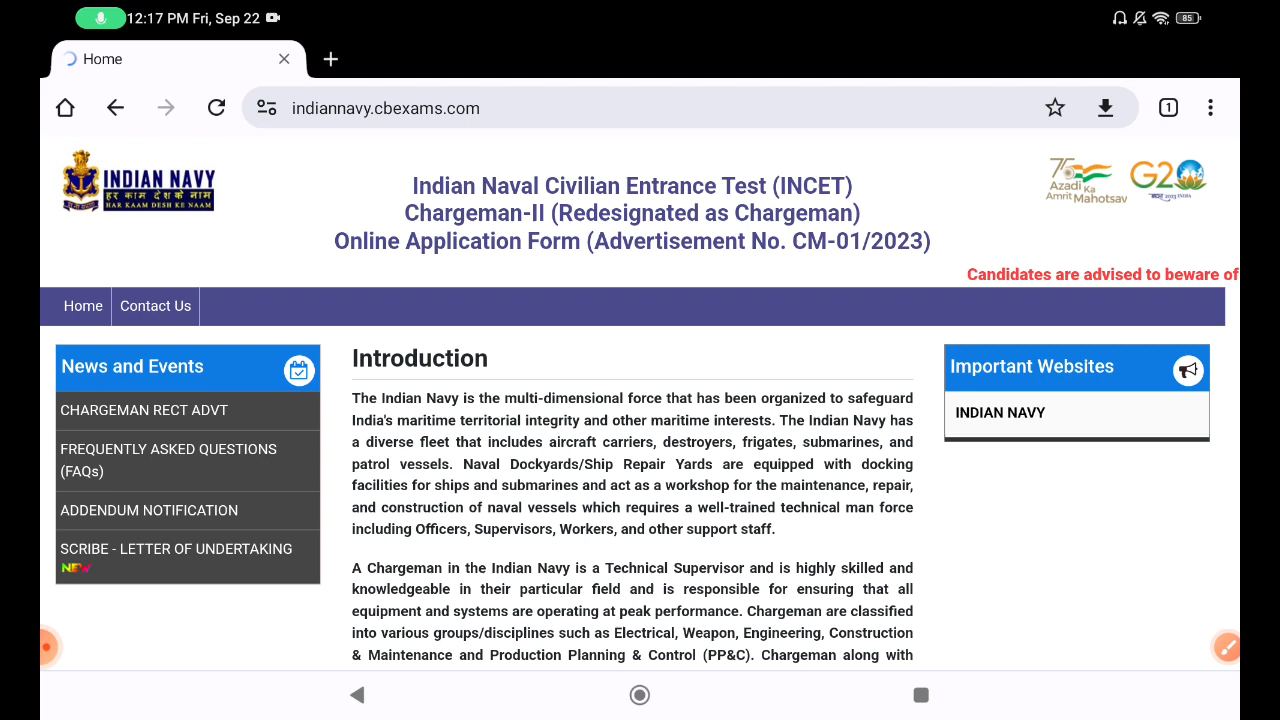 12:17 PM Fri, Sep 22
85
Home
indiannavy.cbexams.com
1
INDIAN NAVY
हर काम देश के नाम
HAR KAAM DESH KE NAAM
Indian Naval Civilian Entrance Test (INCET)
Chargeman-II (Redesignated as Chargeman)
Online Application Form (Advertisement No. CM-01/2023)
75
Azadi Ka
Amrit Mahotsav
G20
Candidates are advised to beware of
Home
Contact Us
News and Events
CHARGEMAN RECT ADVT
FREQUENTLY ASKED QUESTIONS
(FAQs)
ADDENDUM NOTIFICATION
SCRIBE - LETTER OF UNDERTAKING
NEW
Introduction
The Indian Navy is the multi-dimensional force that has been organized to safeguard
India's maritime territorial integrity and other maritime interests. The Indian Navy has
a diverse fleet that includes aircraft carriers, destroyers, frigates, submarines, and
patrol vessels. Naval Dockyards/Ship Repair Yards are equipped with docking
facilities for ships and submarines and act as a workshop for the maintenance, repair,
and construction of naval vessels which requires a well-trained technical man force
including Officers, Supervisors, Workers, and other support staff.
A Chargeman in the Indian Navy is a Technical Supervisor and is highly skilled and
knowledgeable in their particular field and is responsible for ensuring that all
equipment and systems are operating at peak performance. Chargeman are classified
into various groups/disciplines such as Electrical, Weapon, Engineering, Construction
& Maintenance and Production Planning & Control (PP&C). Chargeman along with
Important Websites
INDIAN NAVY